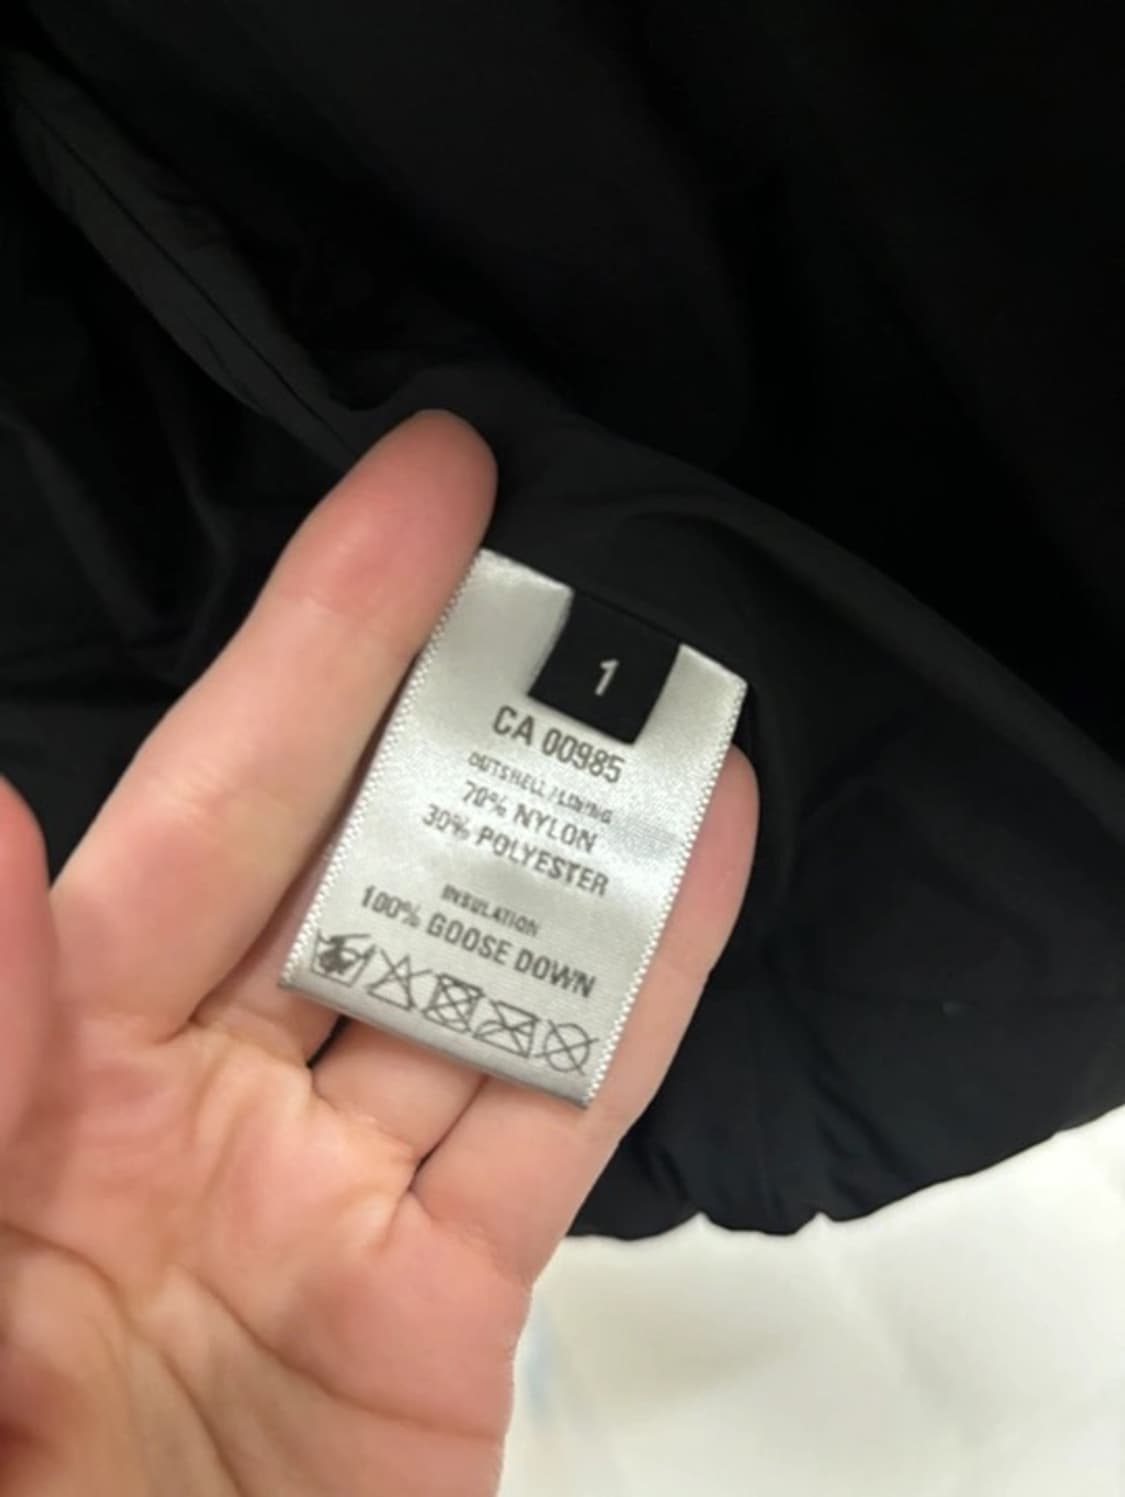 1
CA 00985
OUTSHELL / LINING
70% NYLON
30% POLYESTER
INSULATION
100% GOOSE DOWN